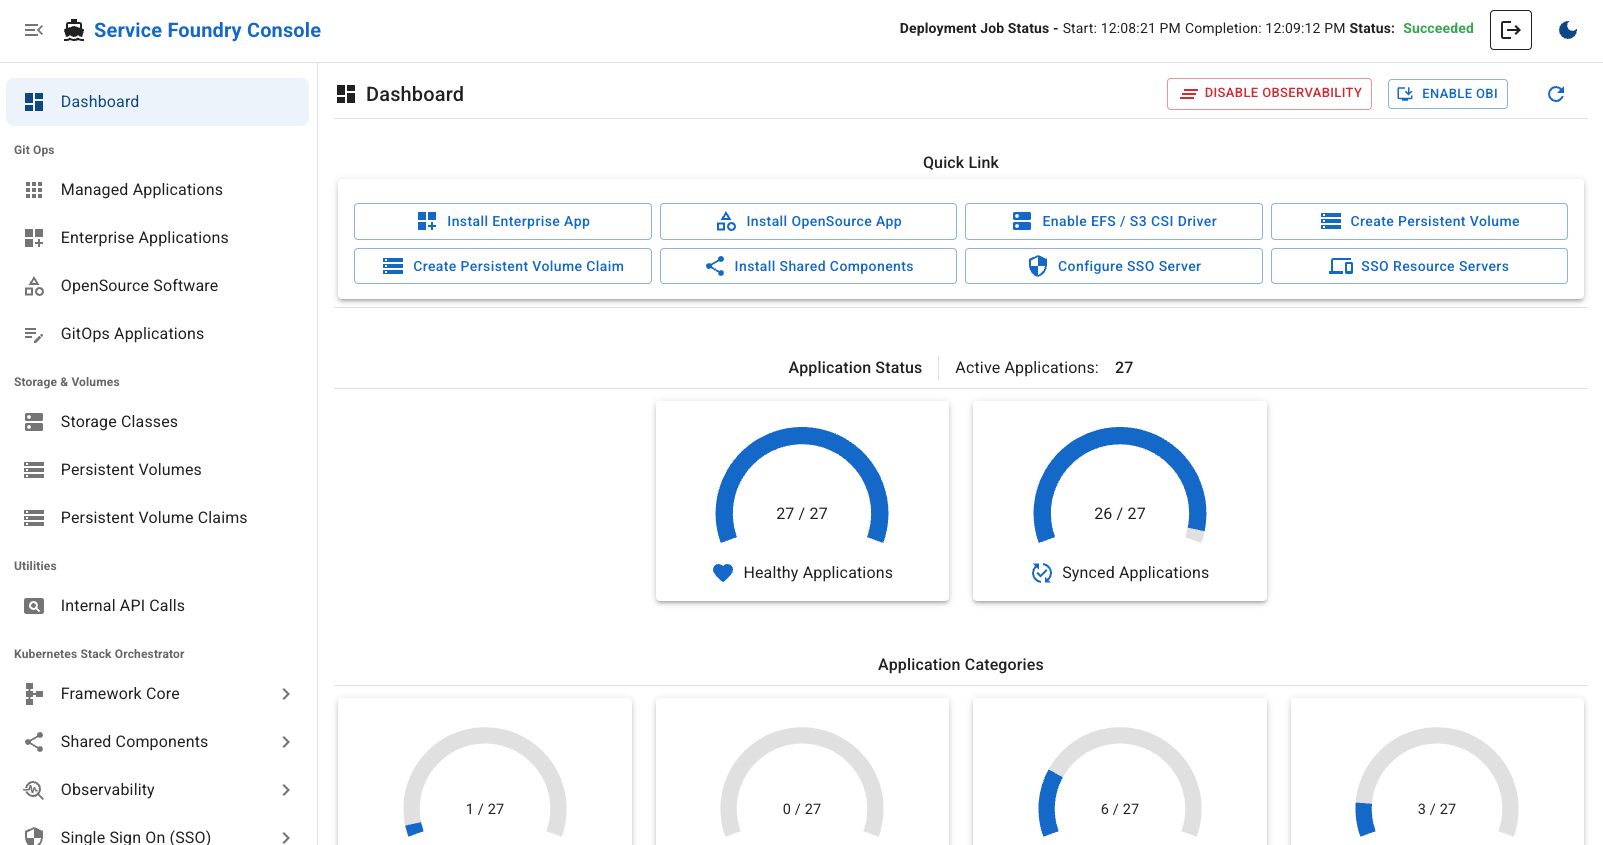 Service Foundry Console
Deployment Job Status - Start: 12:08:21 PM Completion: 12:09:12 PM Status: Succeeded
Dashboard
Git Ops
Managed Applications
Enterprise Applications
OpenSource Software
GitOps Applications
Storage & Volumes
Storage Classes
Persistent Volumes
Persistent Volume Claims
Utilities
Internal API Calls
Kubernetes Stack Orchestrator
Framework Core
Shared Components
Observability
Single Sign On (SSO)
Dashboard
DISABLE OBSERVABILITY
ENABLE OBI
Quick Link
Install Enterprise App
Install OpenSource App
Enable EFS / S3 CSI Driver
Create Persistent Volume
Create Persistent Volume Claim
Install Shared Components
Configure SSO Server
SSO Resource Servers
Application Status
Active Applications: 27
27 / 27
Healthy Applications
26 / 27
Synced Applications
Application Categories
1 / 27
0 / 27
6 / 27
3 / 27